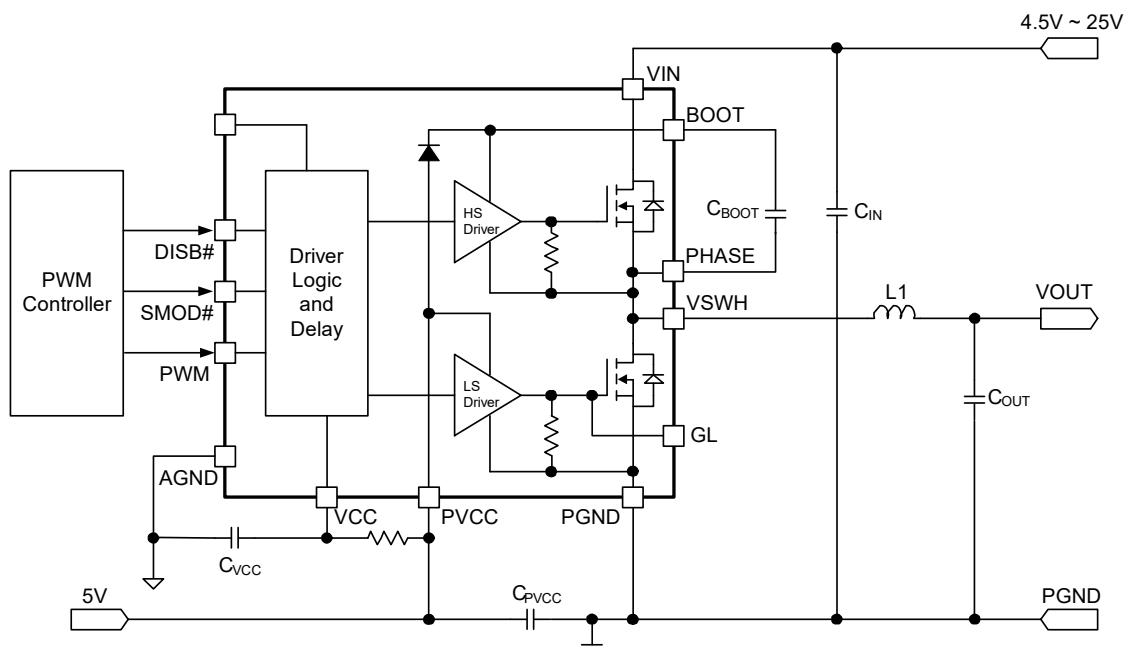 4.5V ~ 25V
VIN
BOOT
PWM
Controller
DISB#
SMOD#
PWM
Driver
Logic
and
Delay
HS
Driver
CBOOT
CIN
PHASE
VSWH
L1
VOUT
LS
Driver
COUT
GL
AGND
VCC
PVCC
PGND
CVCC
5V
CPVCC
PGND